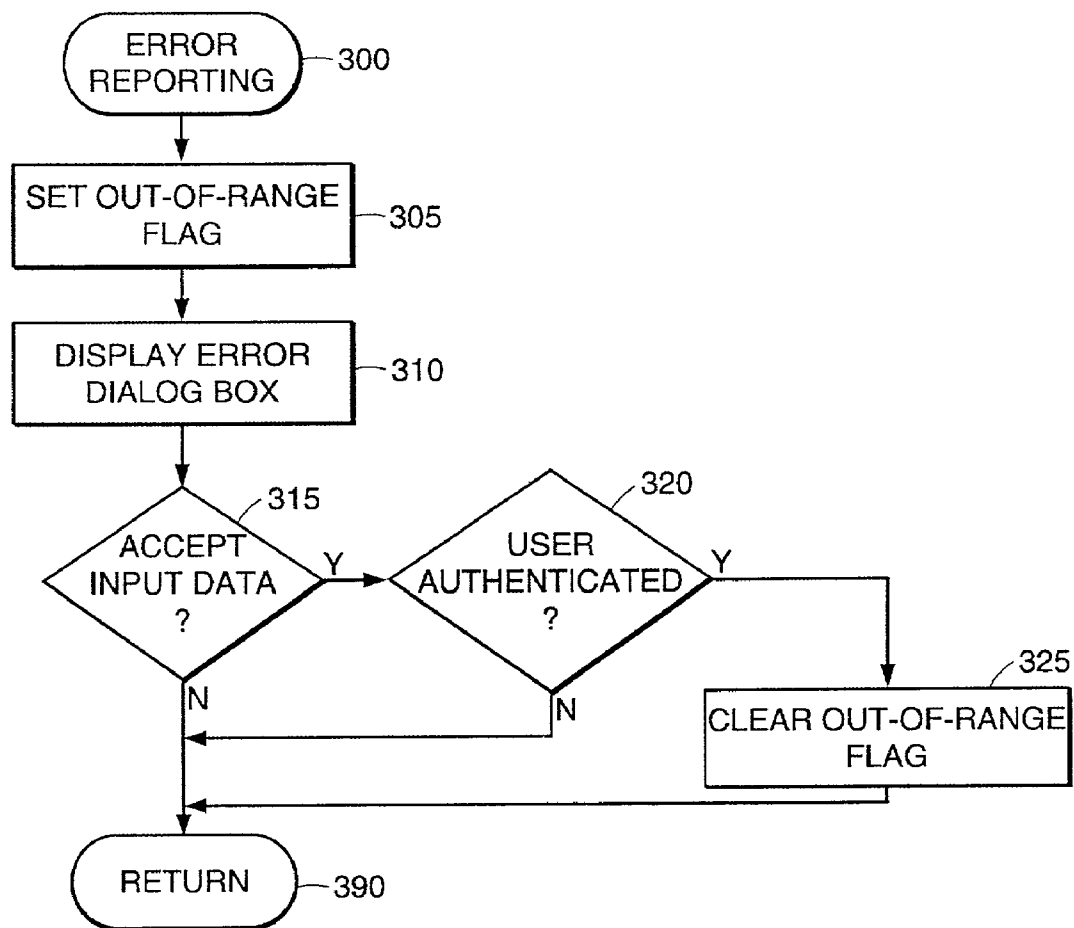 ERROR
REPORTING
300
SET OUT-OF-RANGE
FLAG
305
DISPLAY ERROR
DIALOG BOX
310
315
ACCEPT
INPUT DATA
?
Y
N
320
USER
AUTHENTICATED
?
Y
N
325
CLEAR OUT-OF-RANGE
FLAG
RETURN
390